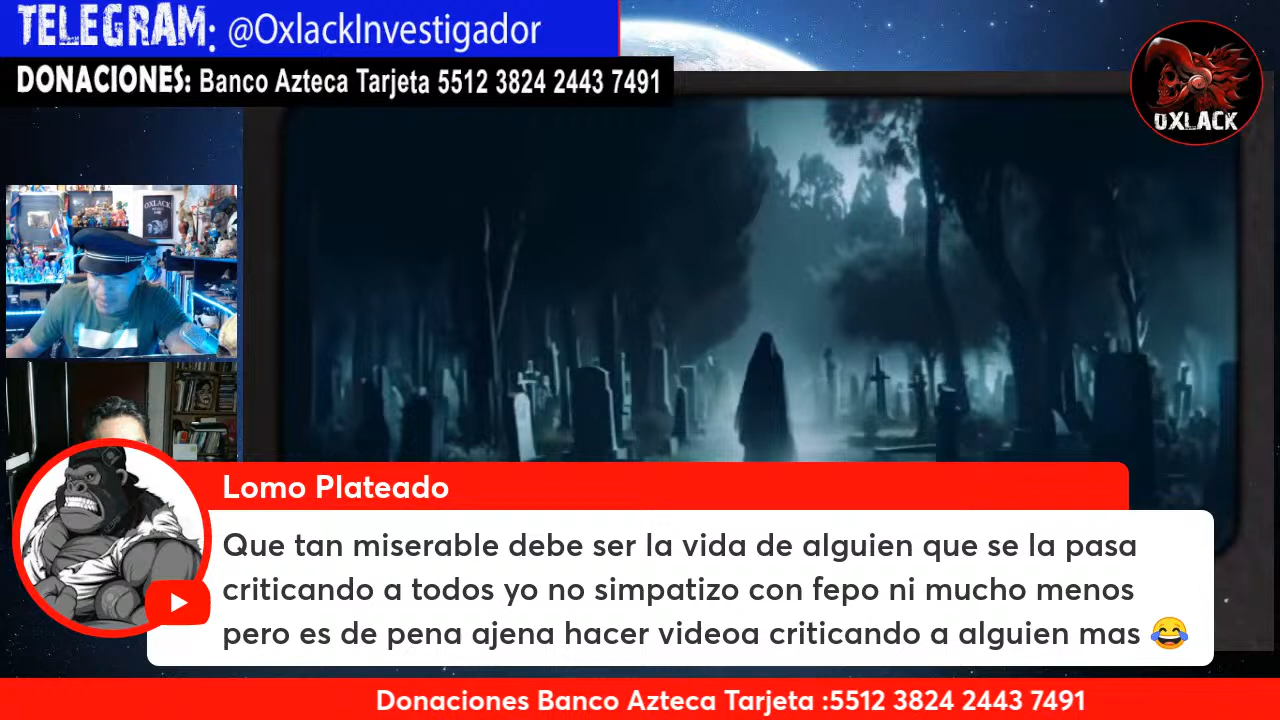 TELEGRAM: @OxlackInvestigador
DONACIONES: Banco Azteca Tarjeta 5512 3824 2443 7491
OXLACK
OXLACK
Lomo Plateado
Que tan miserable debe ser la vida de alguien que se la pasa
criticando a todos yo no simpatizo con fepo ni mucho menos
pero es de pena ajena hacer videoa criticando a alguien mas 😂
Donaciones Banco Azteca Tarjeta :5512 3824 2443 7491